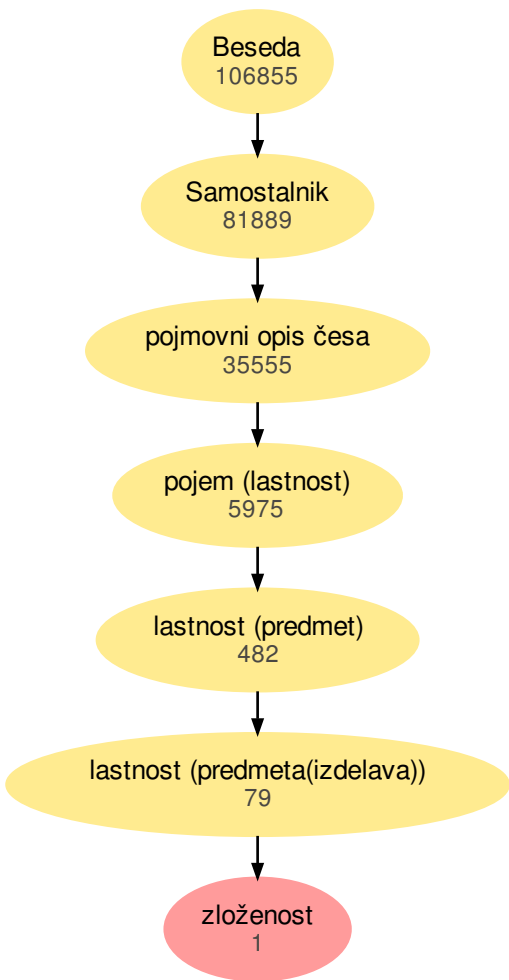 Beseda
106855
Samostalnik
81889
pojmovni opis česa
35555
pojem (lastnost)
5975
lastnost (predmet)
482
lastnost (predmeta(izdelava))
79
zloženost
1